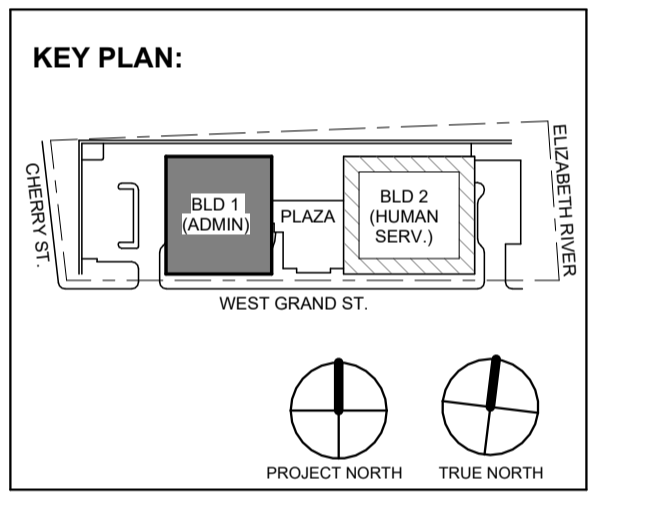 KEY PLAN:
CHERRY ST.
BLD 1
(ADMIN)
PLAZA
BLD 2
(HUMAN
SERV.)
ELIZABETH RIVER
WEST GRAND ST.
PROJECT NORTH
TRUE NORTH